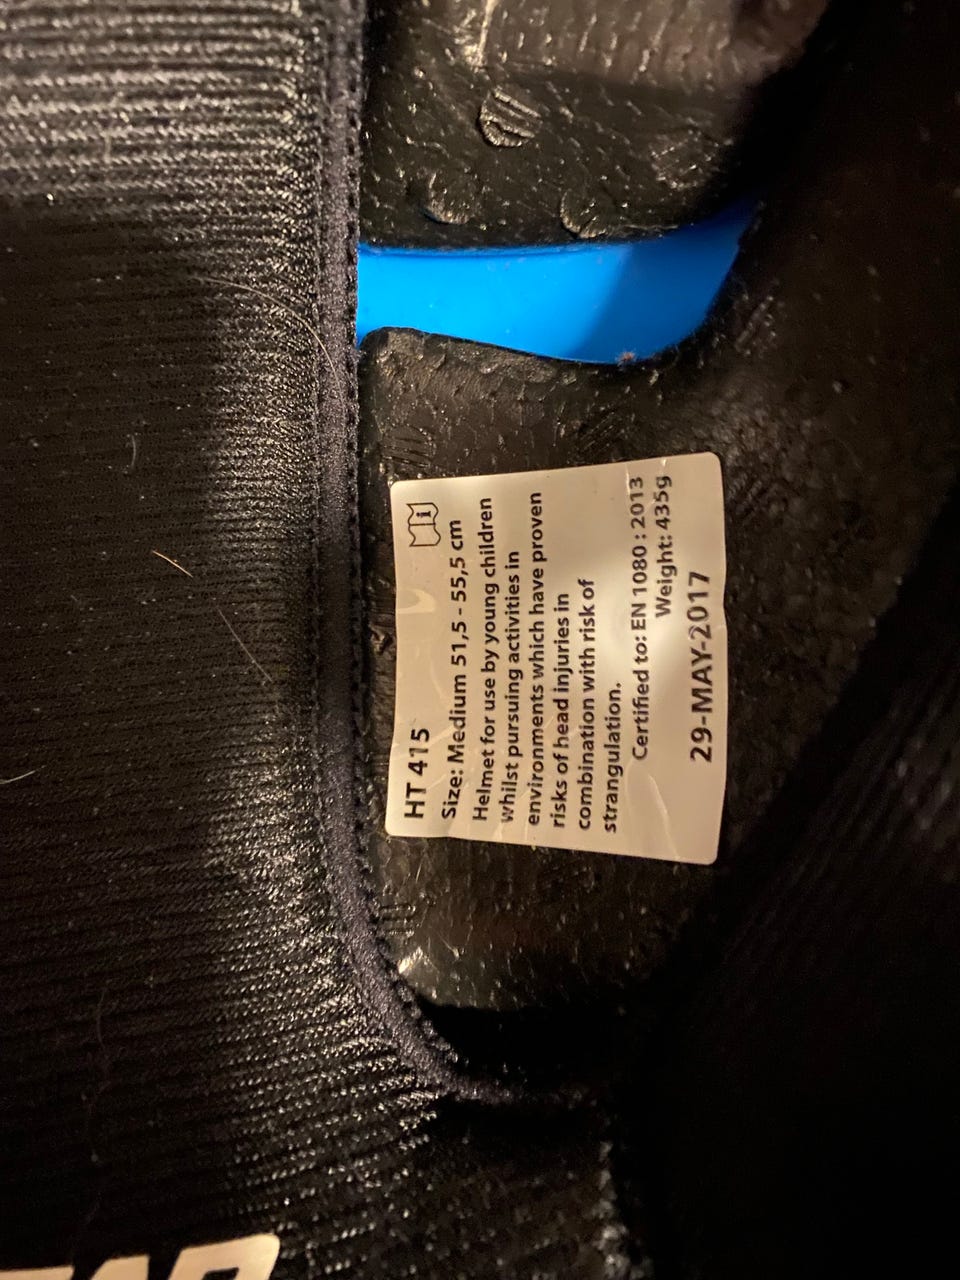 HT 415
Size: Medium 51,5 - 55,5 cm
Helmet for use by young children
whilst pursuing activities in
environments which have proven
risks of head injuries in
combination with risk of
strangulation.
Certified to: EN 1080 : 2013
Weight: 435g
29-MAY-2017